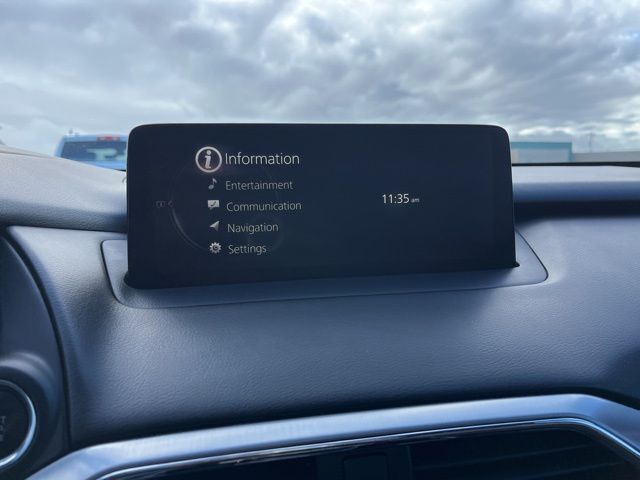 Information
Entertainment
Communication
Navigation
Settings
11:35 am